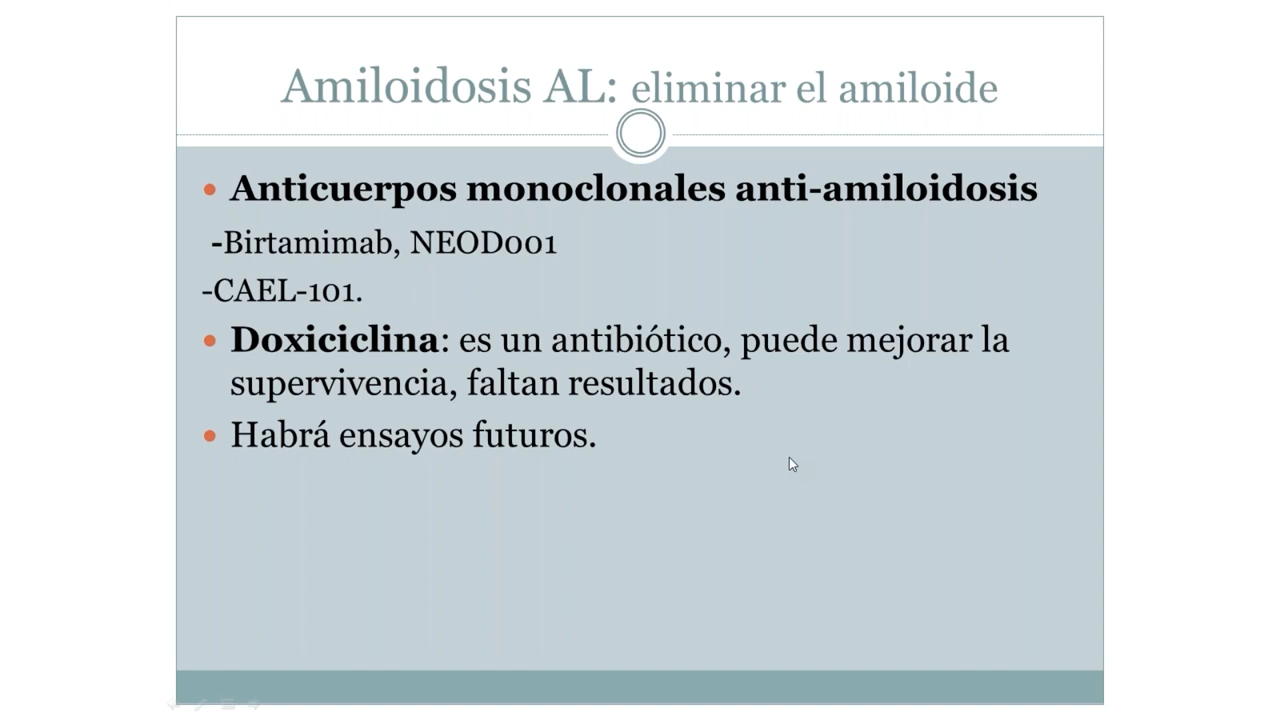 Amiloidosis AL: eliminar el amiloide
• Anticuerpos monoclonales anti-amiloidosis
-Birtamimab, NEOD001
-CAEL-101.
• Doxiciclina: es un antibiótico, puede mejorar la
supervivencia, faltan resultados.
• Habrá ensayos futuros.